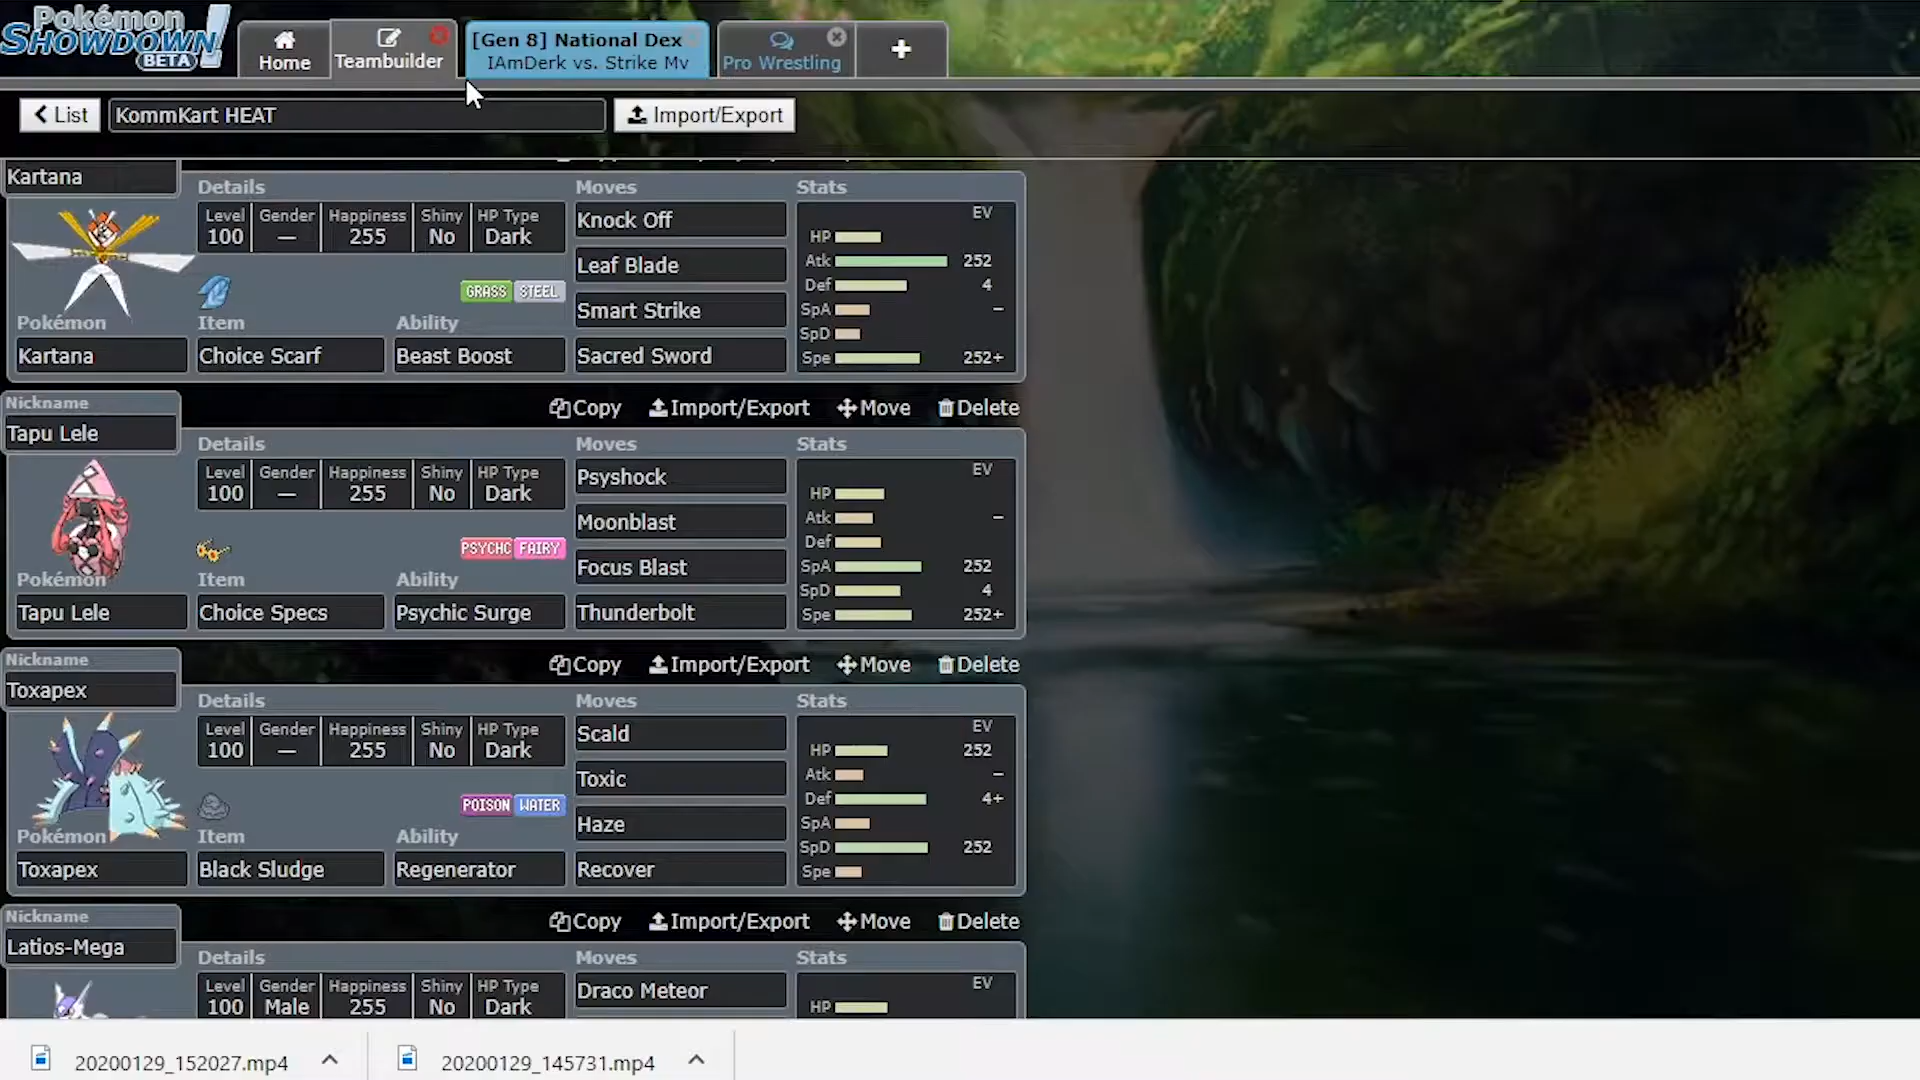 Pokémon
SHOWDOWN!
BETA
Home
Teambuilder
[Gen 8] National Dex
IAmDerk vs. Strike Mv
Pro Wrestling
+
List
KommKart HEAT
Import/Export
Kartana
Details
Moves
Stats
Level Gender Happiness Shiny HP Type
100 — 255 No Dark
GRASS STEEL
Pokémon Item Ability
Kartana Choice Scarf Beast Boost
Knock Off
Leaf Blade
Smart Strike
Sacred Sword
EV
HP
Atk 252
Def 4
SpA –
SpD
Spe 252+
Copy Import/Export Move Delete
Nickname
Tapu Lele
Details
Moves
Stats
Level Gender Happiness Shiny HP Type
100 — 255 No Dark
PSYCHC FAIRY
Pokémon Item Ability
Tapu Lele Choice Specs Psychic Surge
Psyshock
Moonblast
Focus Blast
Thunderbolt
EV
HP
Atk –
Def
SpA 252
SpD 4
Spe 252+
Copy Import/Export Move Delete
Nickname
Toxapex
Details
Moves
Stats
Level Gender Happiness Shiny HP Type
100 — 255 No Dark
POISON WATER
Pokémon Item Ability
Toxapex Black Sludge Regenerator
Scald
Toxic
Haze
Recover
EV
HP 252
Atk –
Def 4+
SpA
SpD 252
Spe
Copy Import/Export Move Delete
Nickname
Latios-Mega
Details
Moves
Stats
Level Gender Happiness Shiny HP Type
100 Male 255 No Dark
Draco Meteor
EV
HP
20200129_152027.mp4
20200129_145731.mp4